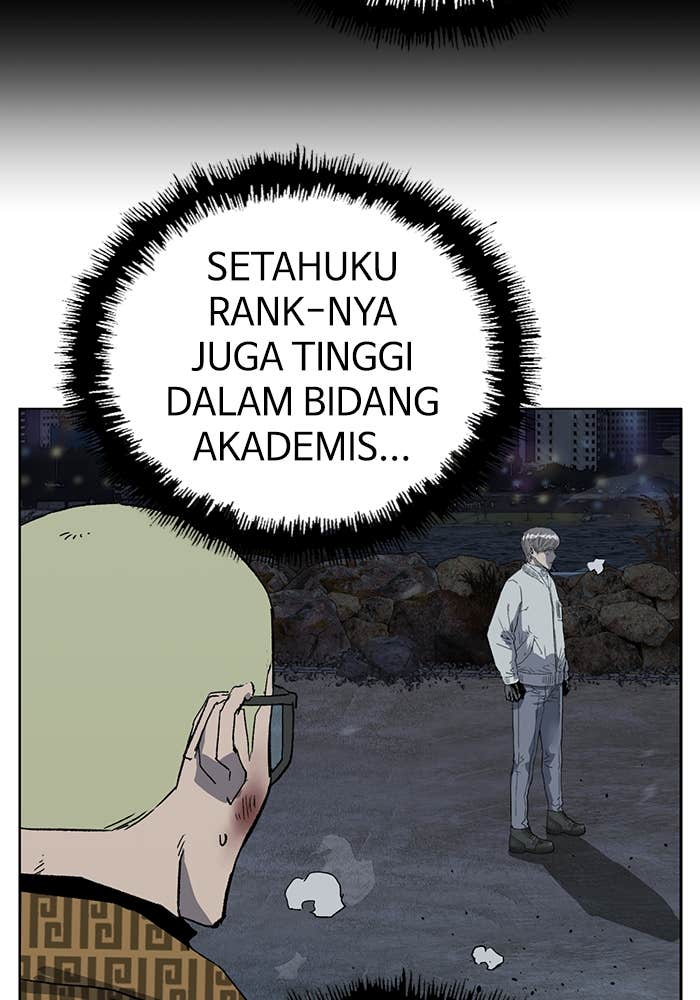 SETAHUKU
RANK-NYA
JUGA TINGGI
DALAM BIDANG
AKADEMIS...